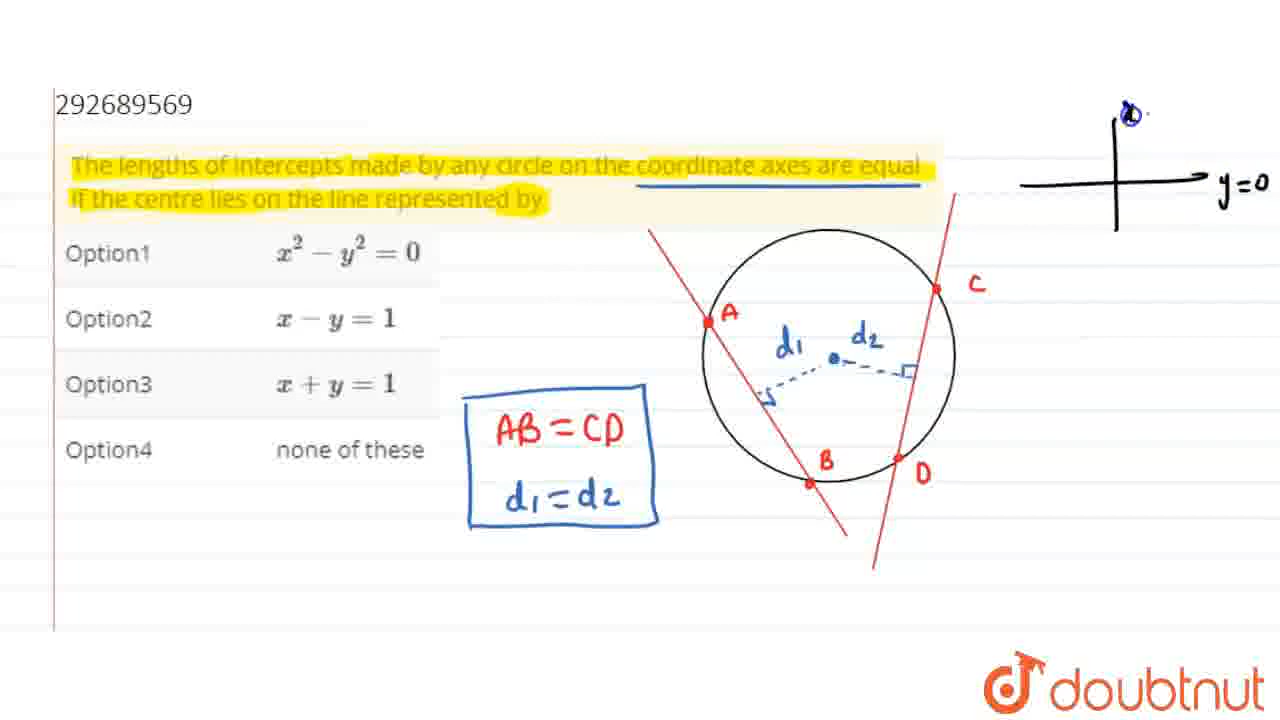 292689569
The lengths of intercepts made by any circle on the coordinate axes are equal
if the centre lies on the line represented by
Option1 x² − y² = 0
Option2 x − y = 1
Option3 x + y = 1
Option4 none of these
AB = CD
d1 = d2
A
B
C
D
d1
d2
x
y=0
doubtnut